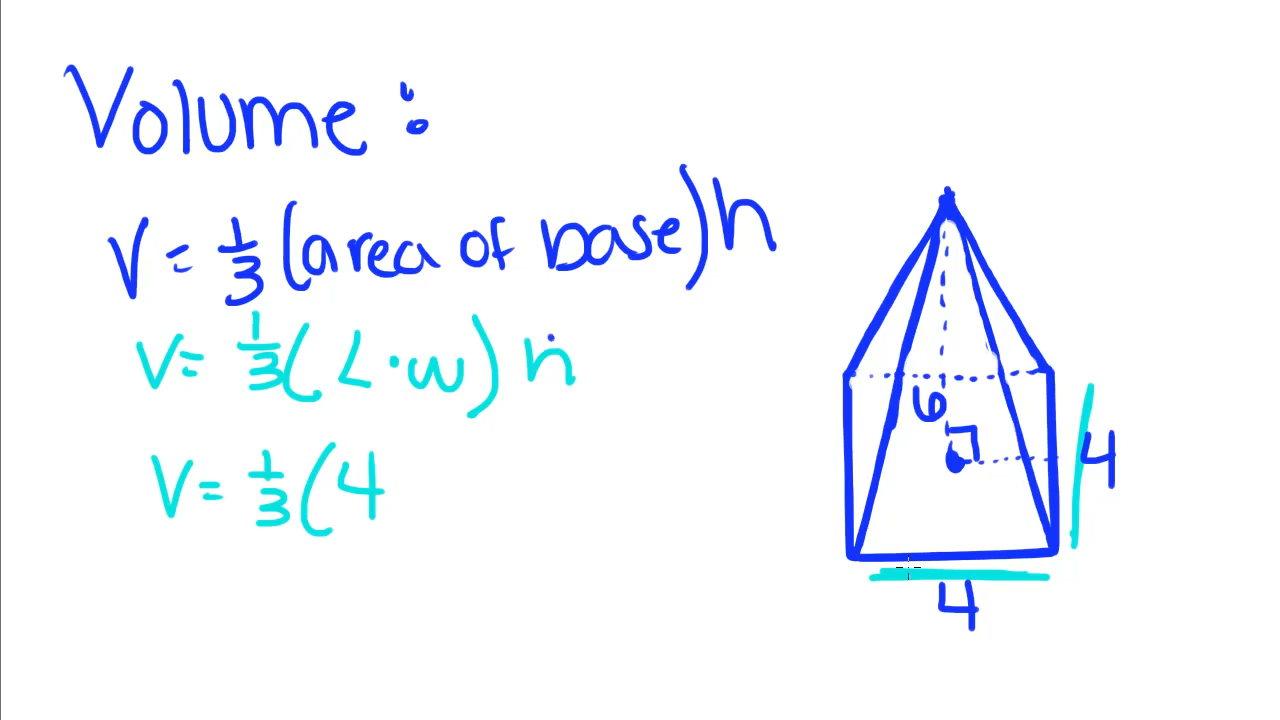 Volume :
V = 1/3 (area of base) h
V = 1/3 (L · w) h
V = 1/3 (4
6
4
4